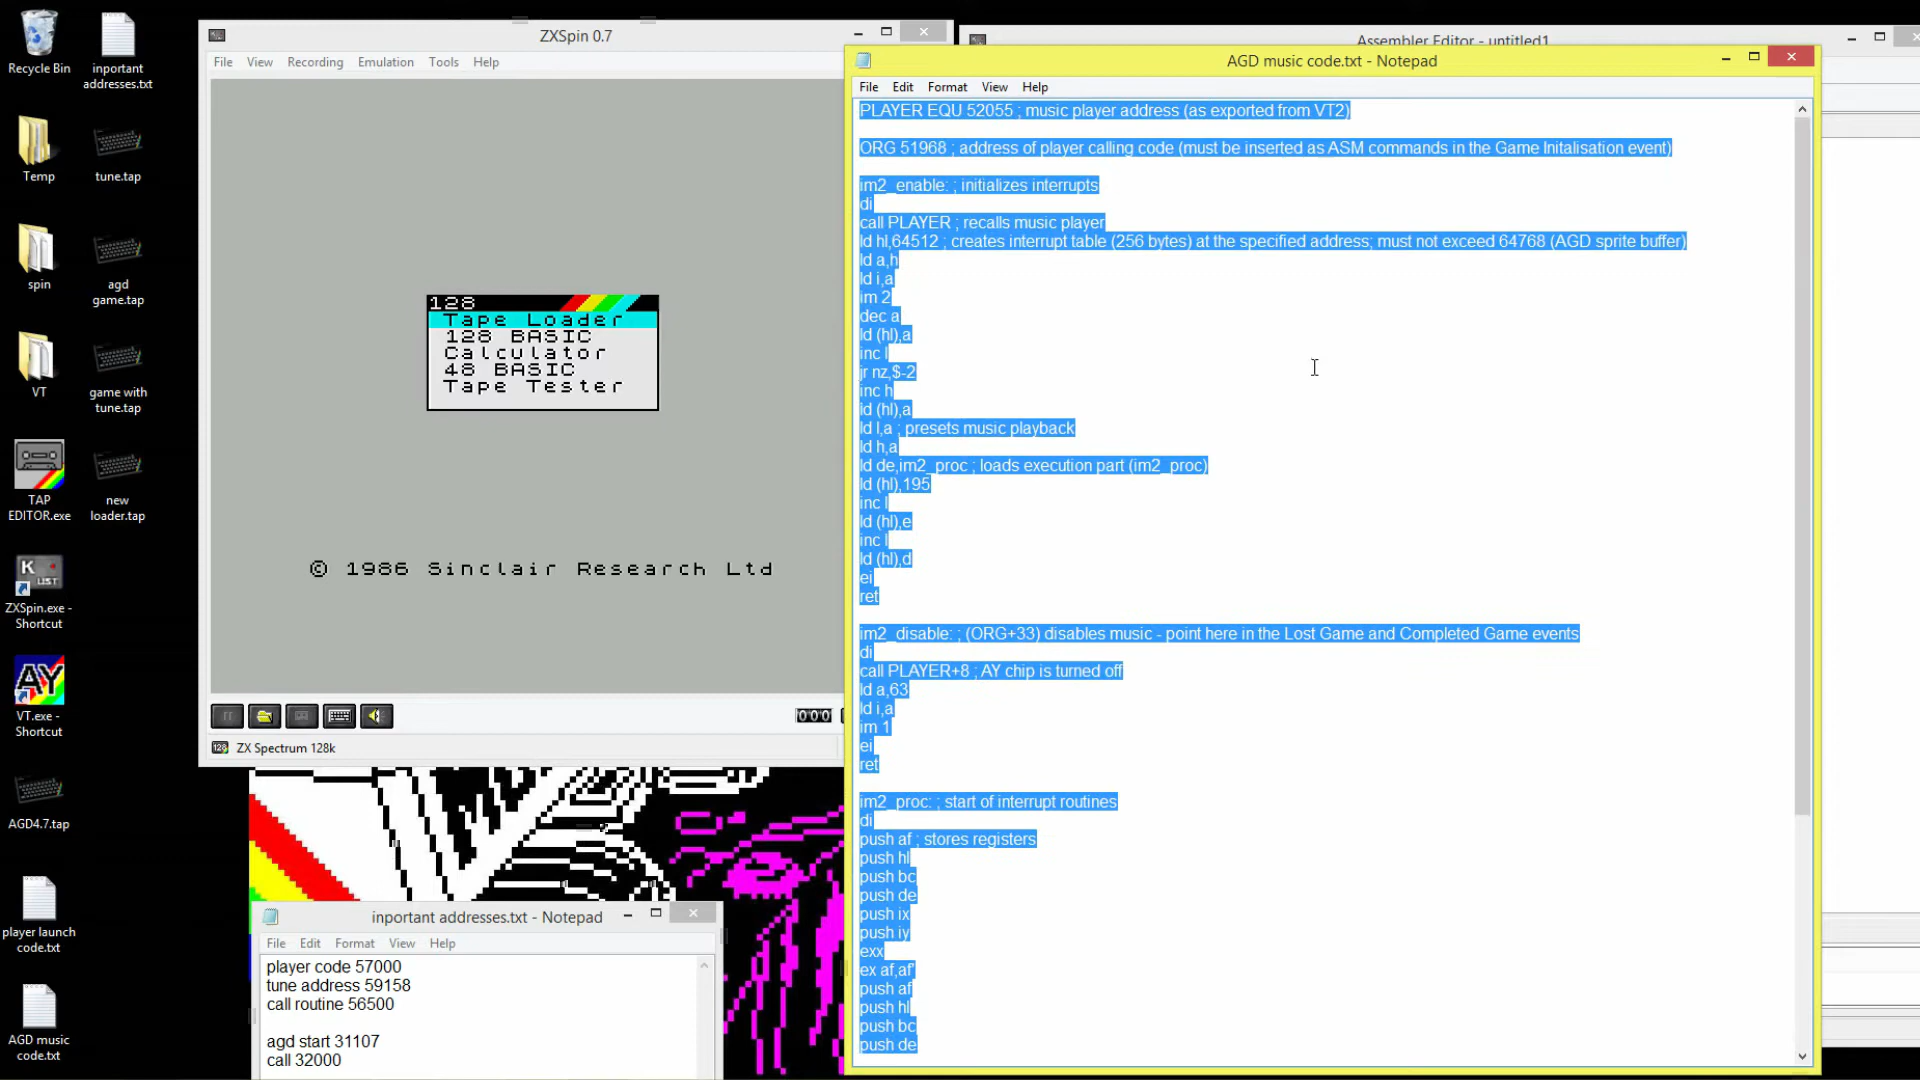 Recycle Bin
inportant
addresses.txt
Temp
tune.tap
spin
agd
game.tap
VT
game with
tune.tap
TAP
EDITOR.exe
new
loader.tap
K
LIST
ZXSpin.exe -
Shortcut
AY
VT.exe -
Shortcut
AGD4.7.tap
player launch
code.txt
AGD music
code.txt
ZXSpin 0.7
File View Recording Emulation Tools Help
128
Tape Loader
128 BASIC
Calculator
48 BASIC
Tape Tester
© 1986 Sinclair Research Ltd
000
ZX Spectrum 128k
inportant addresses.txt - Notepad
File Edit Format View Help
player code 57000
tune address 59158
call routine 56500
agd start 31107
call 32000
Assembler Editor - untitled1
AGD music code.txt - Notepad
File Edit Format View Help
PLAYER EQU 52055 ; music player address (as exported from VT2)
ORG 51968 ; address of player calling code (must be inserted as ASM commands in the Game Initalisation event)
im2_enable: ; initializes interrupts
di
call PLAYER ; recalls music player
ld hl,64512 ; creates interrupt table (256 bytes) at the specified address; must not exceed 64768 (AGD sprite buffer)
ld a,h
ld i,a
im 2
dec a
ld (hl),a
inc l
jr nz,$-2
inc h
ld (hl),a
ld l,a ; presets music playback
ld h,a
ld de,im2_proc ; loads execution part (im2_proc)
ld (hl),195
inc l
ld (hl),e
inc l
ld (hl),d
ei
ret
im2_disable: ; (ORG+33) disables music - point here in the Lost Game and Completed Game events
di
call PLAYER+8 ; AY chip is turned off
ld a,63
ld i,a
im 1
ei
ret
im2_proc: ; start of interrupt routines
di
push af ; stores registers
push hl
push bc
push de
push ix
push iy
exx
ex af,af'
push af
push hl
push bc
push de